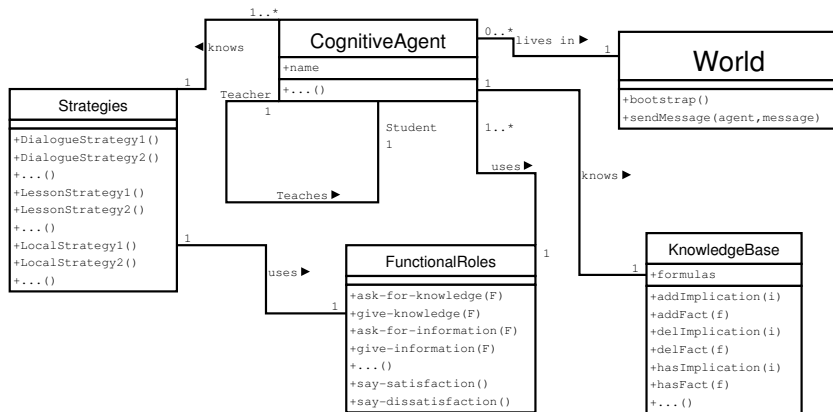 1..*
CognitiveAgent
0..*
lives in ►
◄ knows
1
World
+name
+...()
+bootstrap()
+sendMessage(agent,message)
1
Strategies
+DialogueStrategy1()
+DialogueStrategy2()
+...()
+LessonStrategy1()
+LessonStrategy2()
+...()
+LocalStrategy1()
+LocalStrategy2()
+...()
Teacher
1
Student
1
Teaches ►
1..*
uses ►
1
1
knows ►
1
1
uses ►
1
FunctionalRoles
+ask-for-knowledge(F)
+give-knowledge(F)
+ask-for-information(F)
+give-information(F)
+...()
+say-satisfaction()
+say-dissatisfaction()
KnowledgeBase
+formulas
+addImplication(i)
+addFact(f)
+delImplication(i)
+delFact(f)
+hasImplication(i)
+hasFact(f)
+...()